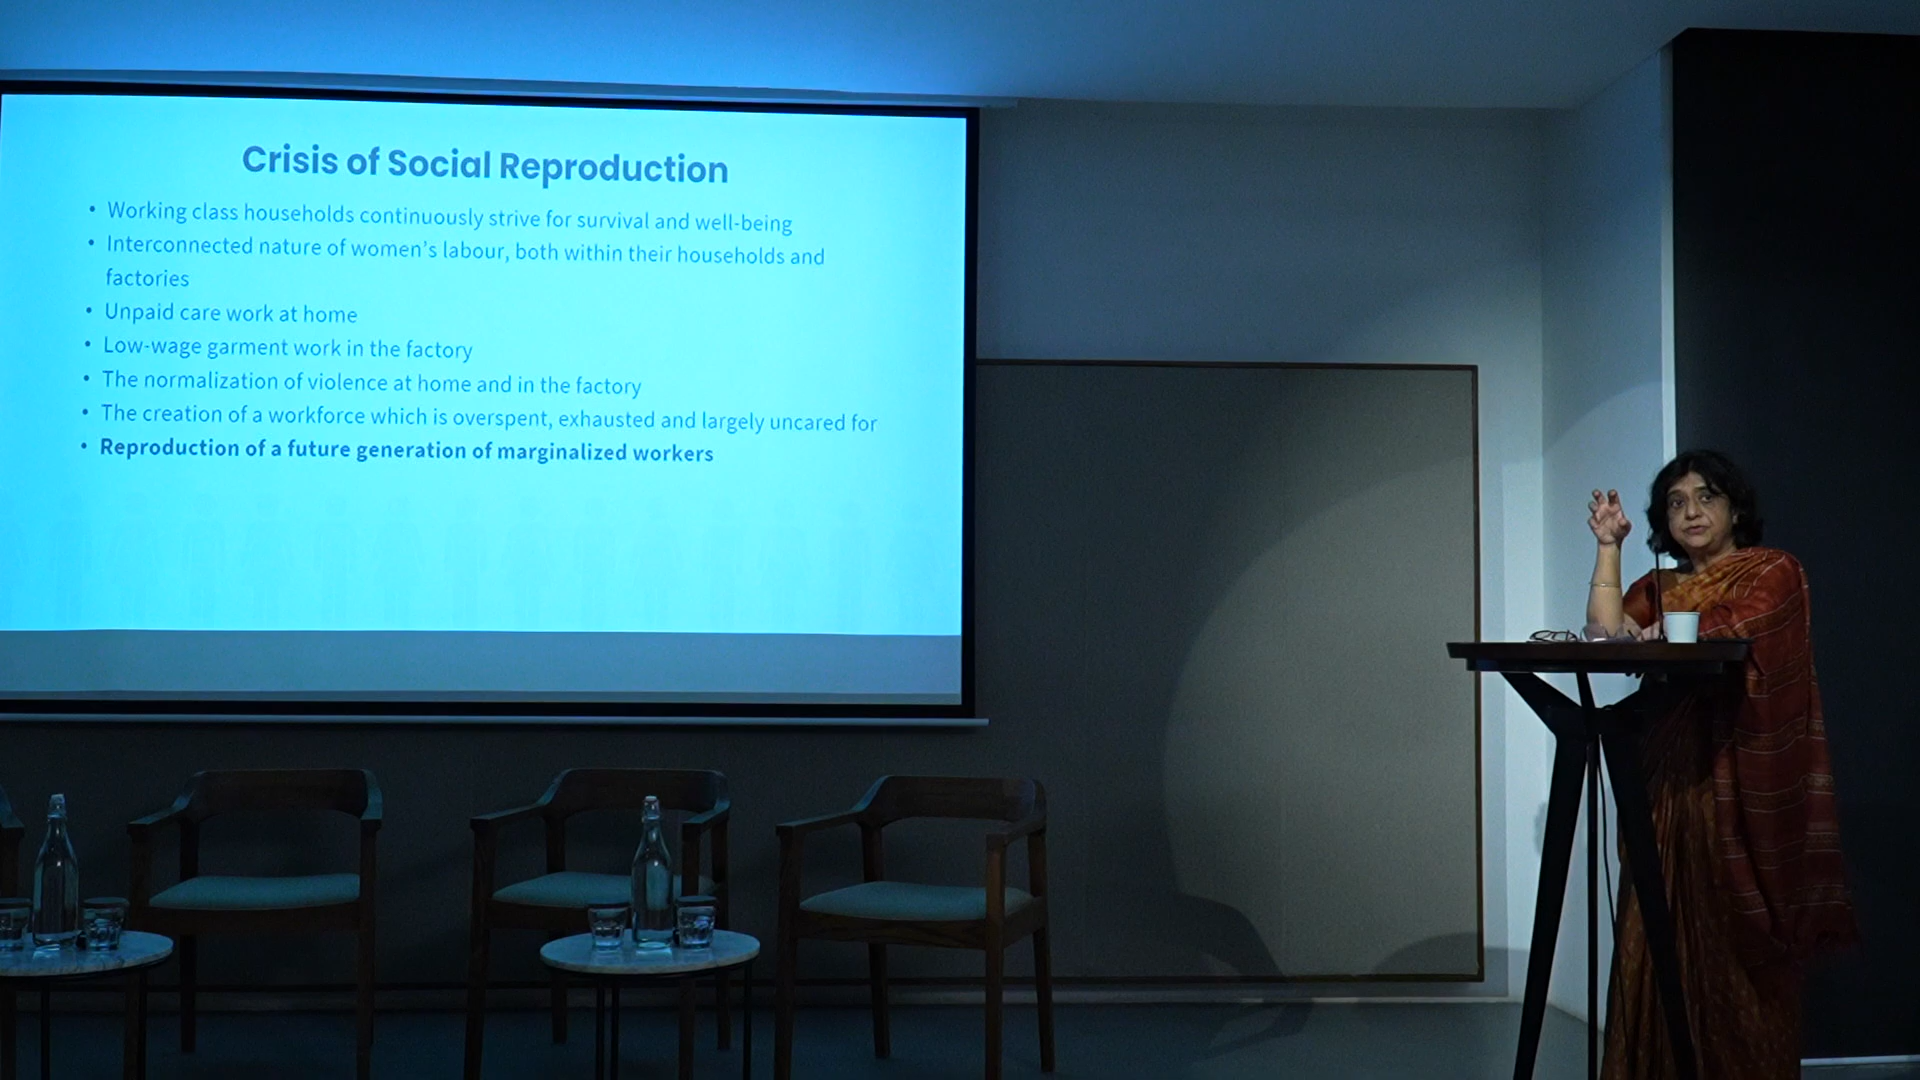 Crisis of Social Reproduction
• Working class households continuously strive for survival and well-being
• Interconnected nature of women's labour, both within their households and
factories
• Unpaid care work at home
• Low-wage garment work in the factory
• The normalization of violence at home and in the factory
• The creation of a workforce which is overspent, exhausted and largely uncared for
• Reproduction of a future generation of marginalized workers